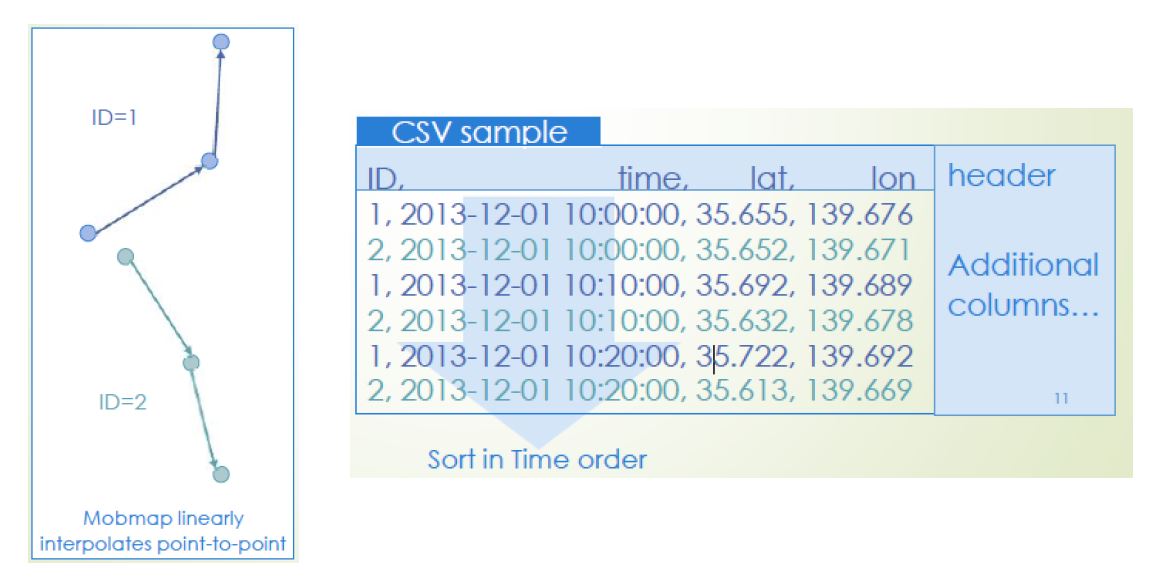 ID=1
ID=2
Mobmap linearly
interpolates point-to-point
CSV sample
ID, time, lat, lon
1, 2013-12-01 10:00:00, 35.655, 139.676
2, 2013-12-01 10:00:00, 35.652, 139.671
1, 2013-12-01 10:10:00, 35.692, 139.689
2, 2013-12-01 10:10:00, 35.632, 139.678
1, 2013-12-01 10:20:00, 35.722, 139.692
2, 2013-12-01 10:20:00, 35.613, 139.669
header
Additional
columns...
11
Sort in Time order